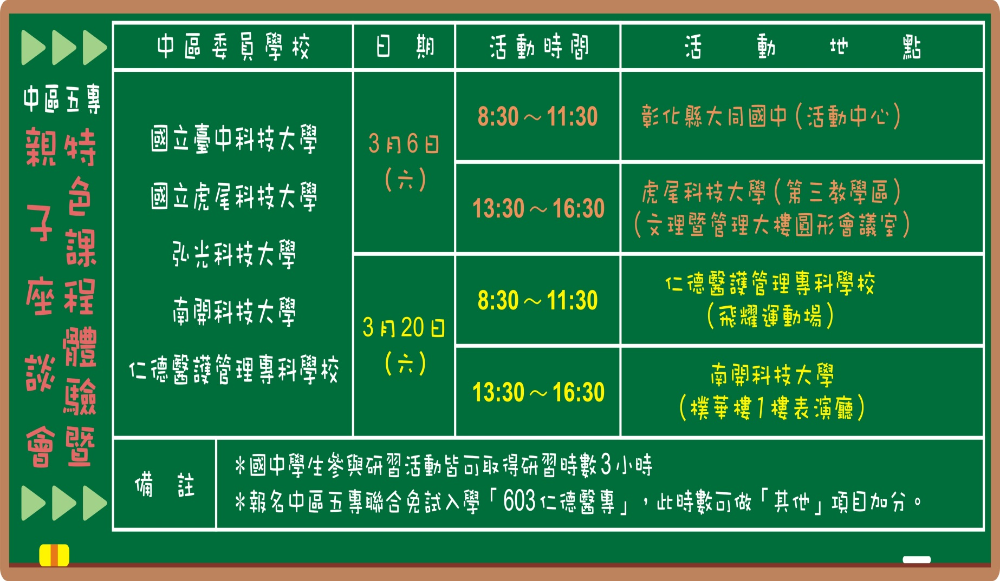 中區五專
特色課程體驗暨
親子座談會
中區委員學校 日期 活動時間 活動地點
國立臺中科技大學
國立虎尾科技大學
弘光科技大學
南開科技大學
仁德醫護管理專科學校
3月6日
(六)
8:30～11:30 彰化縣大同國中(活動中心)
13:30～16:30 虎尾科技大學(第三教學區)
(文理暨管理大樓圓形會議室)
3月20日
(六)
8:30～11:30 仁德醫護管理專科學校
(飛耀運動場)
13:30～16:30 南開科技大學
(樸華樓1樓表演廳)
備註
*國中學生參與研習活動皆可取得研習時數3小時
*報名中區五專聯合免試入學「603仁德醫專」，此時數可做「其他」項目加分。